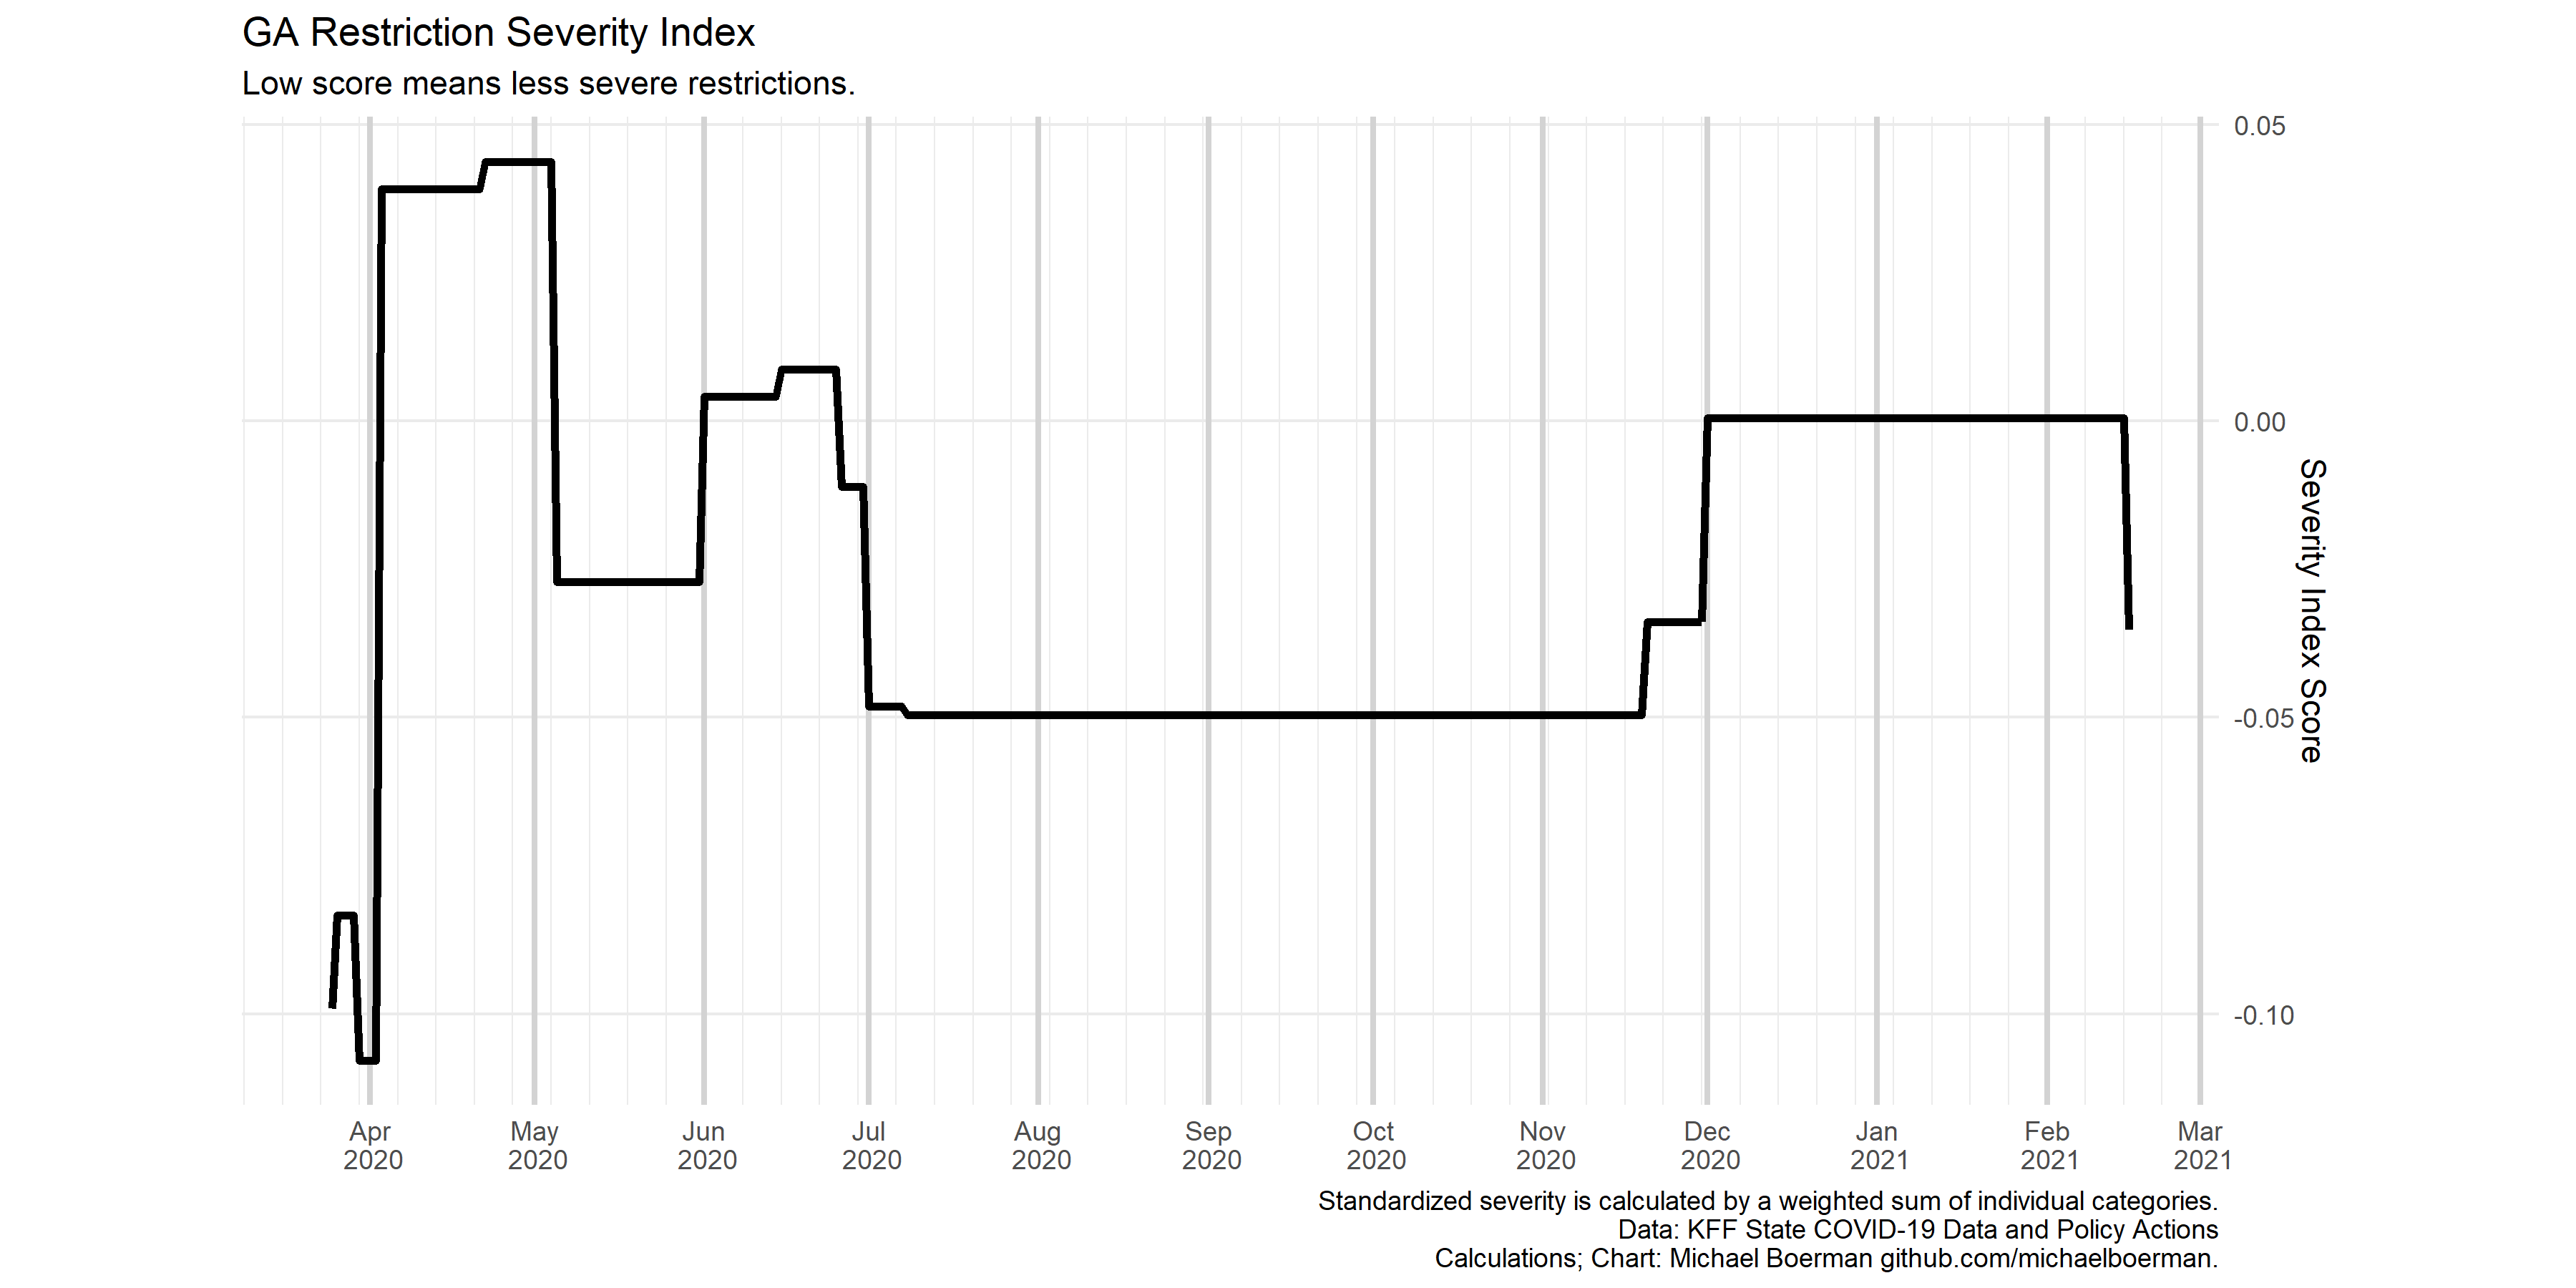 GA Restriction Severity Index
Low score means less severe restrictions.
0.05
0.00
-0.05
-0.10
Severity Index Score
Apr 2020
May 2020
Jun 2020
Jul 2020
Aug 2020
Sep 2020
Oct 2020
Nov 2020
Dec 2020
Jan 2021
Feb 2021
Mar 2021
Standardized severity is calculated by a weighted sum of individual categories.
Data: KFF State COVID-19 Data and Policy Actions
Calculations; Chart: Michael Boerman github.com/michaelboerman.